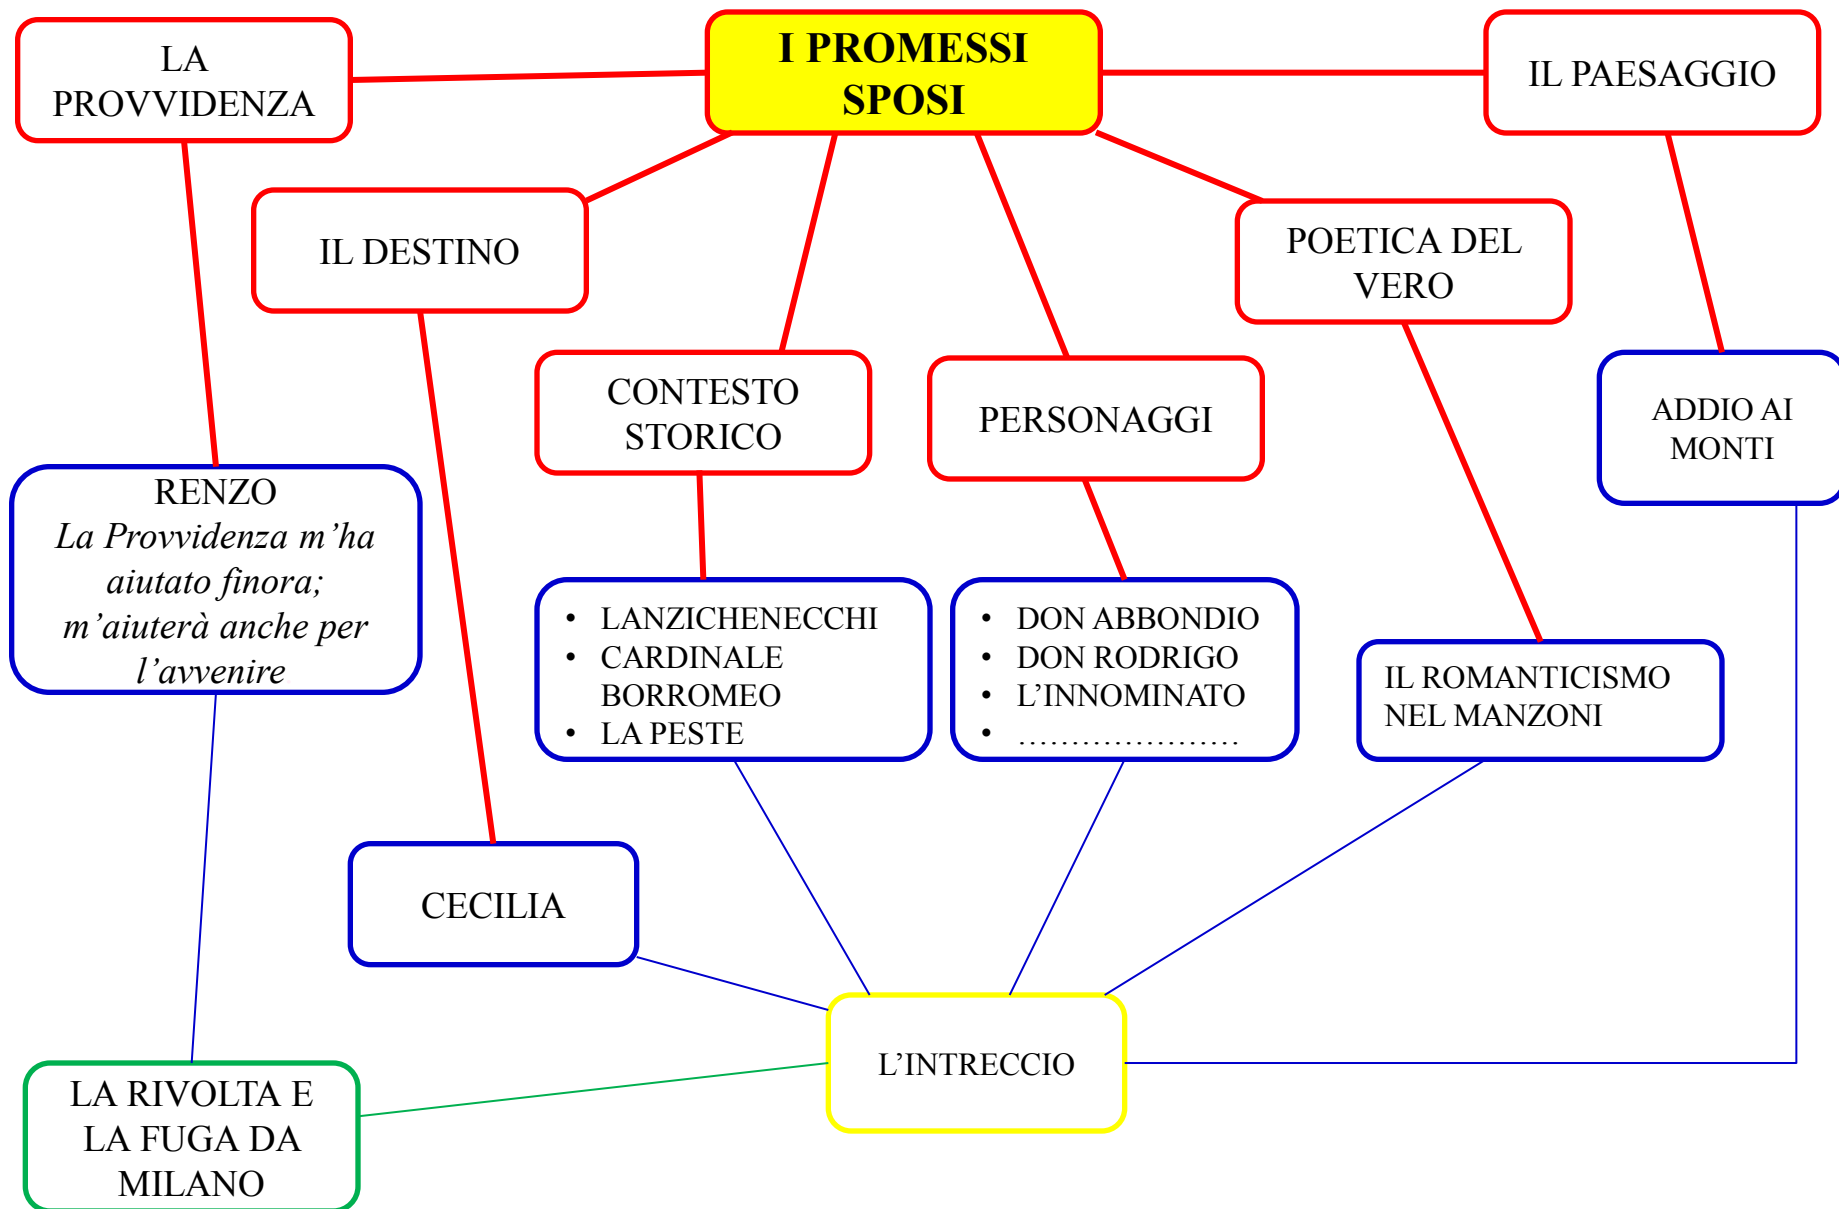 LA
PROVVIDENZA
I PROMESSI
SPOSI
IL PAESAGGIO
IL DESTINO
POETICA DEL
VERO
CONTESTO
STORICO
PERSONAGGI
ADDIO AI
MONTI
RENZO
La Provvidenza m’ha
aiutato finora;
m’aiuterà anche per
l’avvenire
• LANZICHENECCHI
• CARDINALE
BORROMEO
• LA PESTE
• DON ABBONDIO
• DON RODRIGO
• L’INNOMINATO
• …………………
IL ROMANTICISMO
NEL MANZONI
CECILIA
L’INTRECCIO
LA RIVOLTA E
LA FUGA DA
MILANO